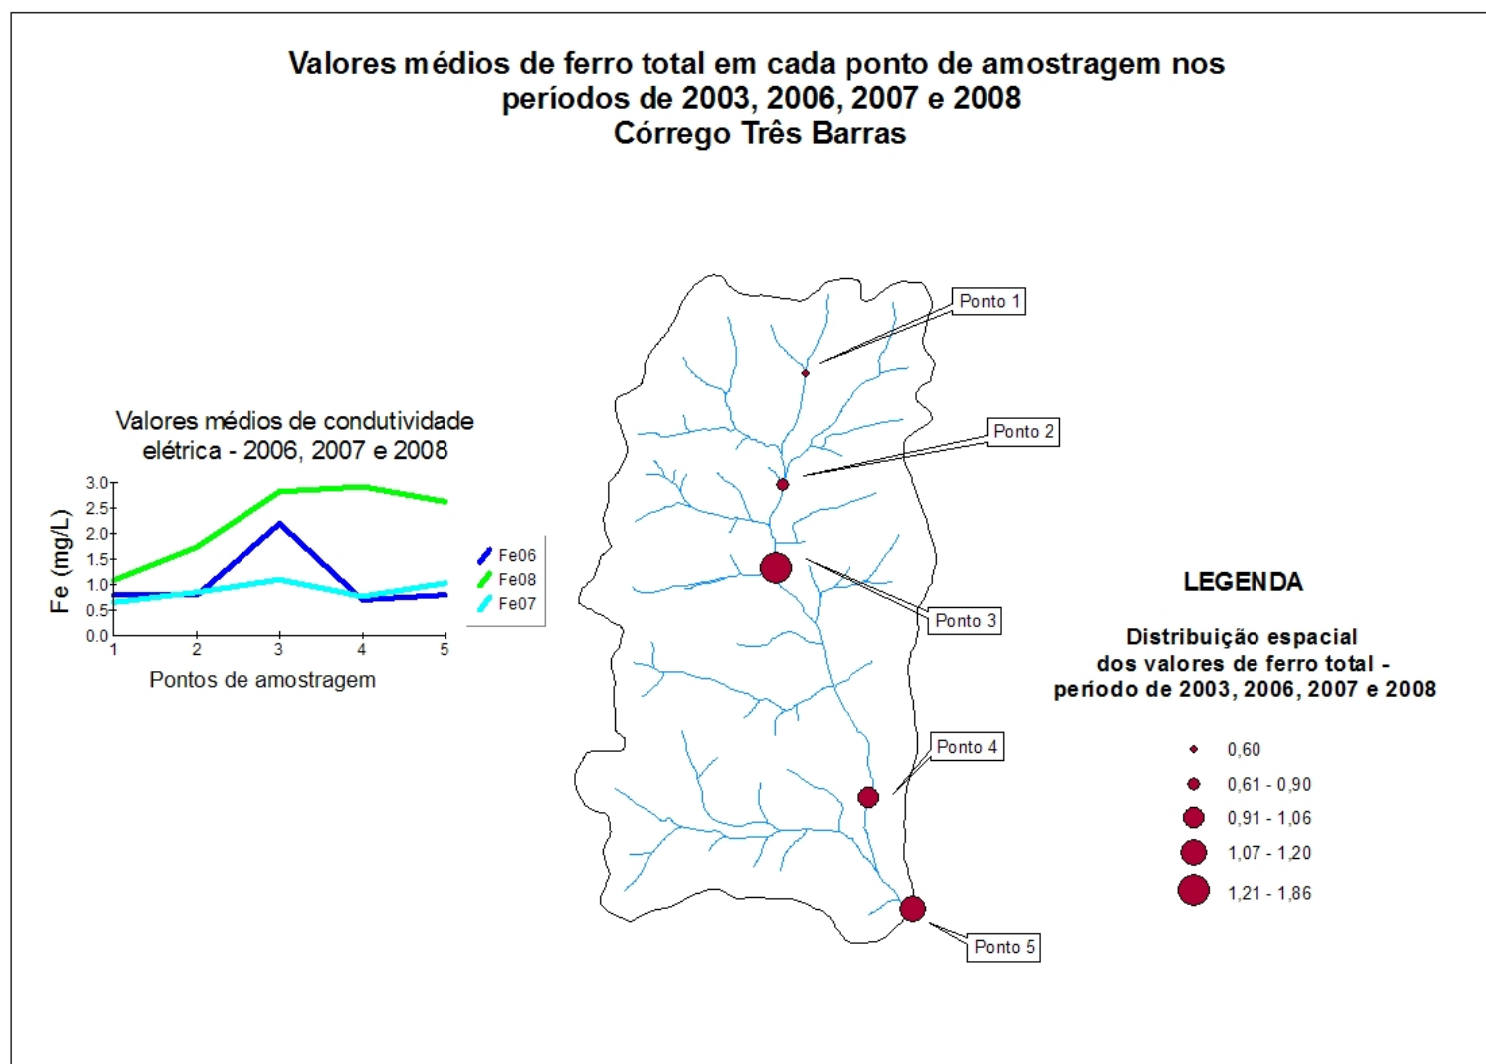 Valores médios de ferro total em cada ponto de amostragem nos
períodos de 2003, 2006, 2007 e 2008
Córrego Três Barras
Valores médios de condutividade
elétrica - 2006, 2007 e 2008
Fe (mg/L)
3.0
2.5
2.0
1.5
1.0
0.5
0.0
1 2 3 4 5
Pontos de amostragem
Fe06
Fe08
Fe07
Ponto 1
Ponto 2
Ponto 3
Ponto 4
Ponto 5
LEGENDA
Distribuição espacial
dos valores de ferro total -
período de 2003, 2006, 2007 e 2008
0,60
0,61 - 0,90
0,91 - 1,06
1,07 - 1,20
1,21 - 1,86